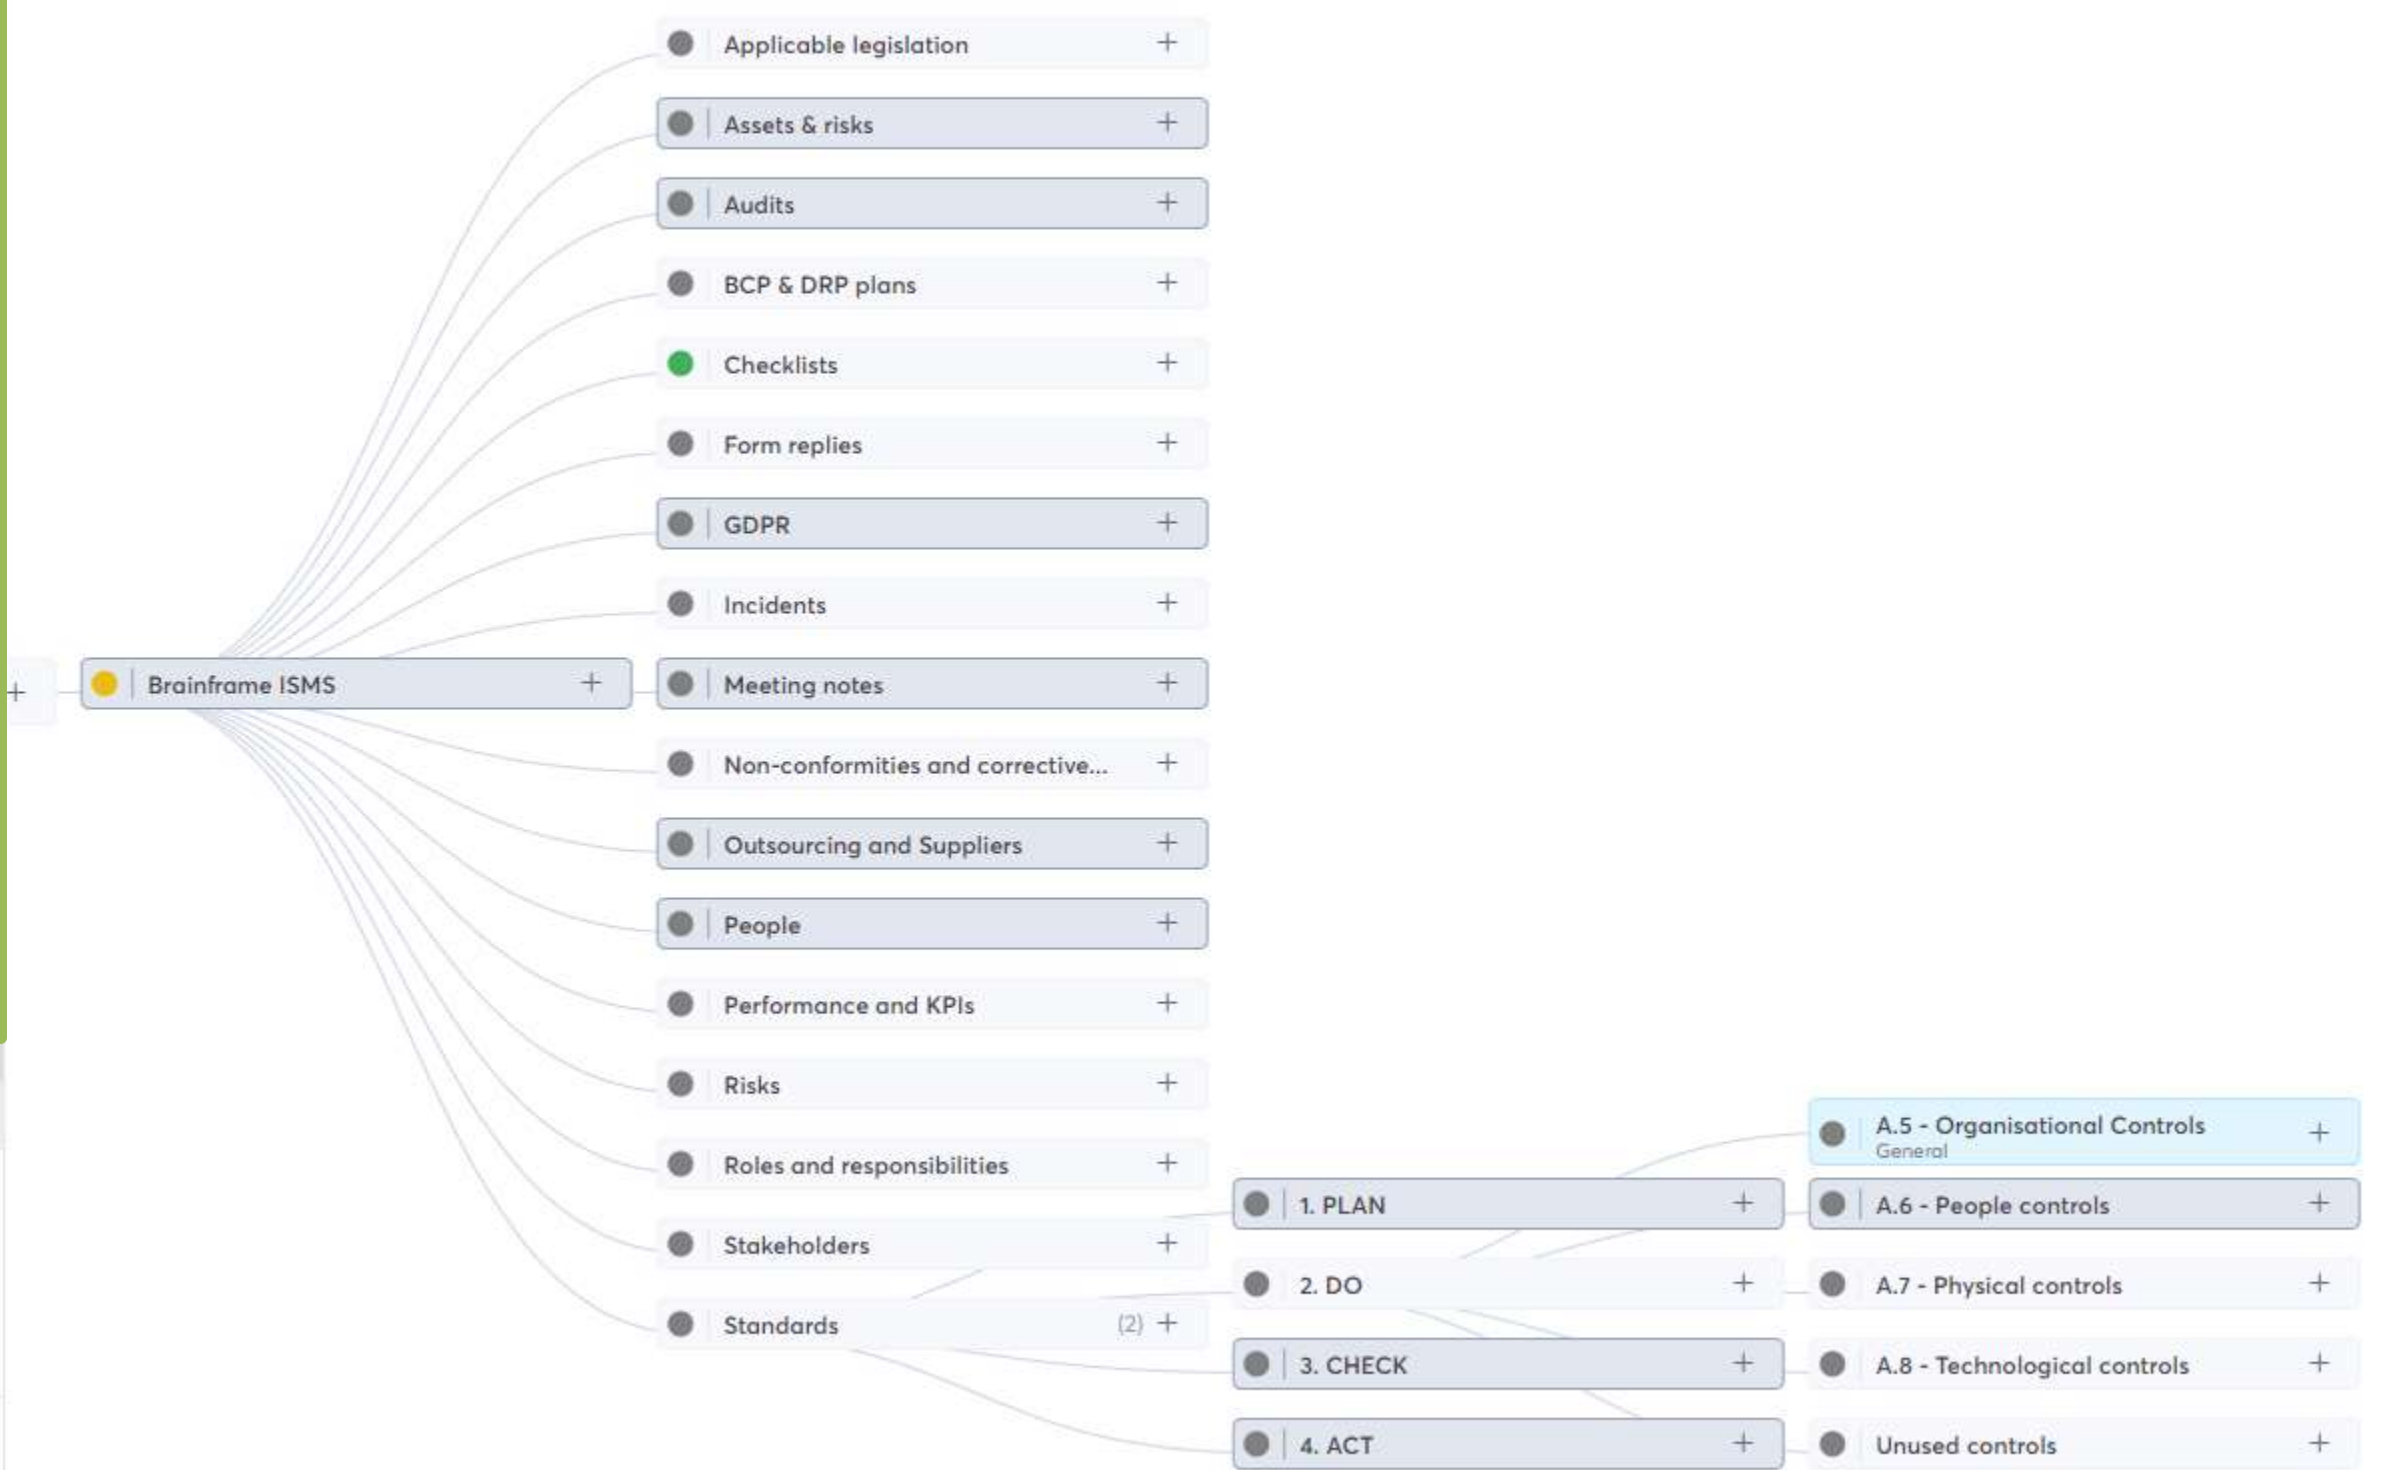 Applicable legislation
Assets & risks
Audits
BCP & DRP plans
Checklists
Form replies
GDPR
Incidents
Brainframe ISMS
Meeting notes
Non-conformities and corrective...
Outsourcing and Suppliers
People
Performance and KPIs
Risks
Roles and responsibilities
Stakeholders
Standards (2)
1. PLAN
2. DO
3. CHECK
4. ACT
A.5 - Organisational Controls
General
A.6 - People controls
A.7 - Physical controls
A.8 - Technological controls
Unused controls